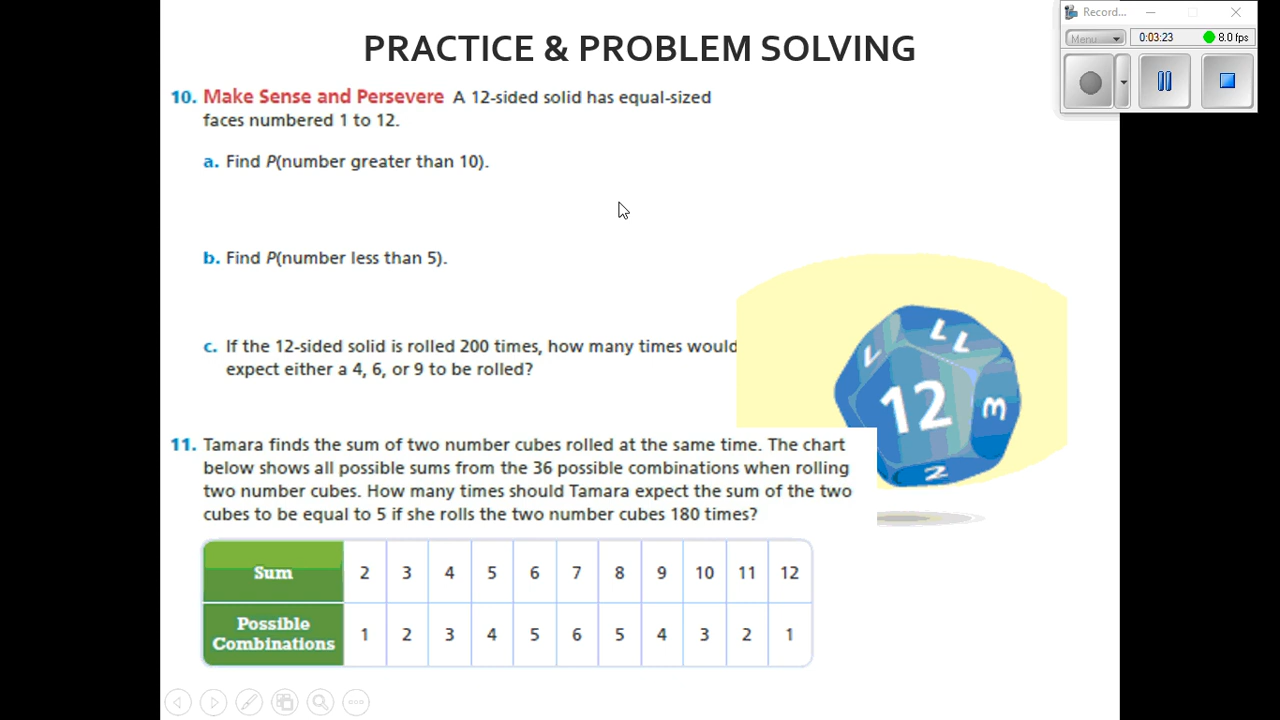 PRACTICE & PROBLEM SOLVING
Record...
Menu
0:03:23
8.0 fps
10. Make Sense and Persevere A 12-sided solid has equal-sized
faces numbered 1 to 12.
a. Find P(number greater than 10).
b. Find P(number less than 5).
c. If the 12-sided solid is rolled 200 times, how many times would
expect either a 4, 6, or 9 to be rolled?
12
3
2
11. Tamara finds the sum of two number cubes rolled at the same time. The chart
below shows all possible sums from the 36 possible combinations when rolling
two number cubes. How many times should Tamara expect the sum of the two
cubes to be equal to 5 if she rolls the two number cubes 180 times?
Sum 2 3 4 5 6 7 8 9 10 11 12
Possible
Combinations 1 2 3 4 5 6 5 4 3 2 1